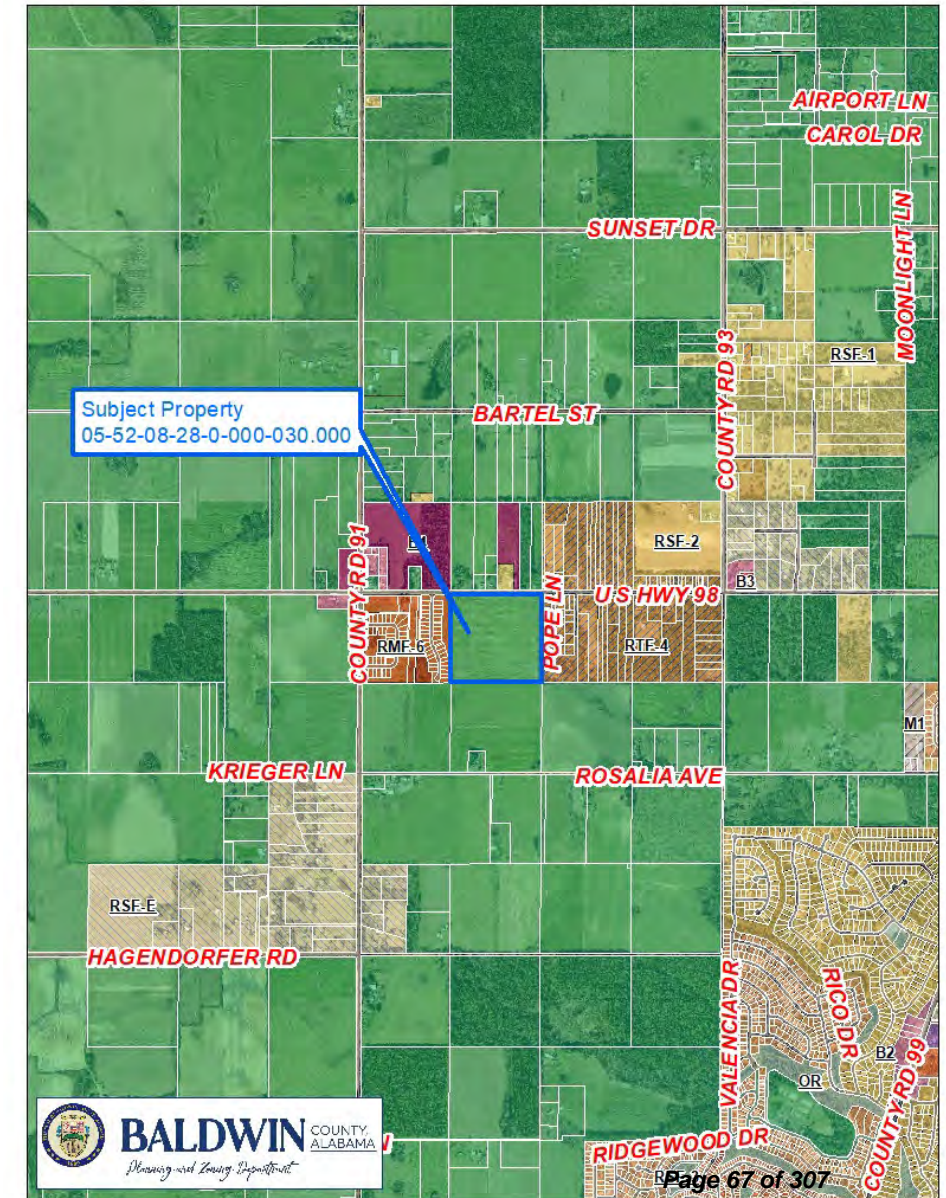 AIRPORT LN
CAROL DR
SUNSET DR
MOONLIGHT LN
COUNTY RD 93
RSF-1
Subject Property
05-52-08-28-0-000-030.000
BARTEL ST
COUNTY RD 91
RSF-2
B3
U S HWY 98
POPE LN
RMF-6
RTF-4
M1
KRIEGER LN
ROSALIA AVE
RSF-E
HAGENDORFER RD
VALENCIA DR
RICO DR
B2
OR
COUNTY RD 99
BALDWIN COUNTY, ALABAMA
Planning and Zoning Department
RIDGEWOOD DR
Page 67 of 307